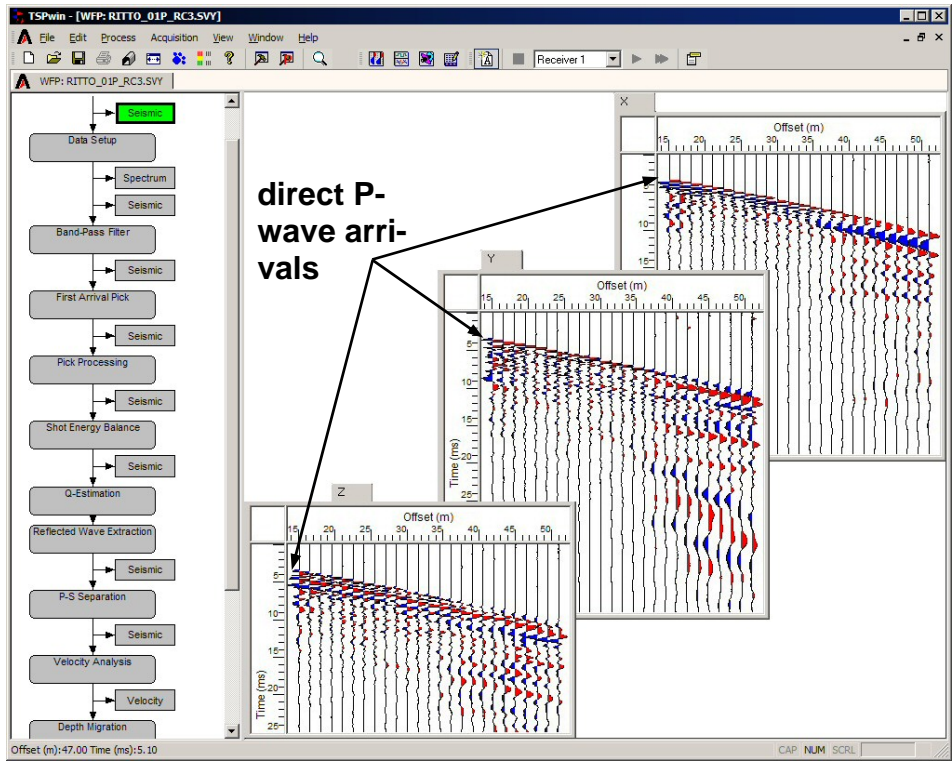 TSPwin - [WFP: RITTO_01P_RC3.SVY]
File Edit Process Acquisition View Window Help
Receiver 1
WFP: RITTO_01P_RC3.SVY
Seismic
Data Setup
Spectrum
Seismic
Band-Pass Filter
Seismic
First Arrival Pick
Seismic
Pick Processing
Seismic
Shot Energy Balance
Seismic
Q-Estimation
Reflected Wave Extraction
Seismic
P-S Separation
Seismic
Velocity Analysis
Velocity
Depth Migration
direct P-
wave arri-
vals
X
Offset (m)
15 20 25 30 35 40 45 50
5
10
15
Y
Offset (m)
15 20 25 30 35 40 45 50
5
10
15
20
25
Time (ms)
Z
Offset (m)
15 20 25 30 35 40 45 50
5
10
15
20
25
Time (ms)
Offset (m):47.00 Time (ms):5.10
CAP NUM SCRL